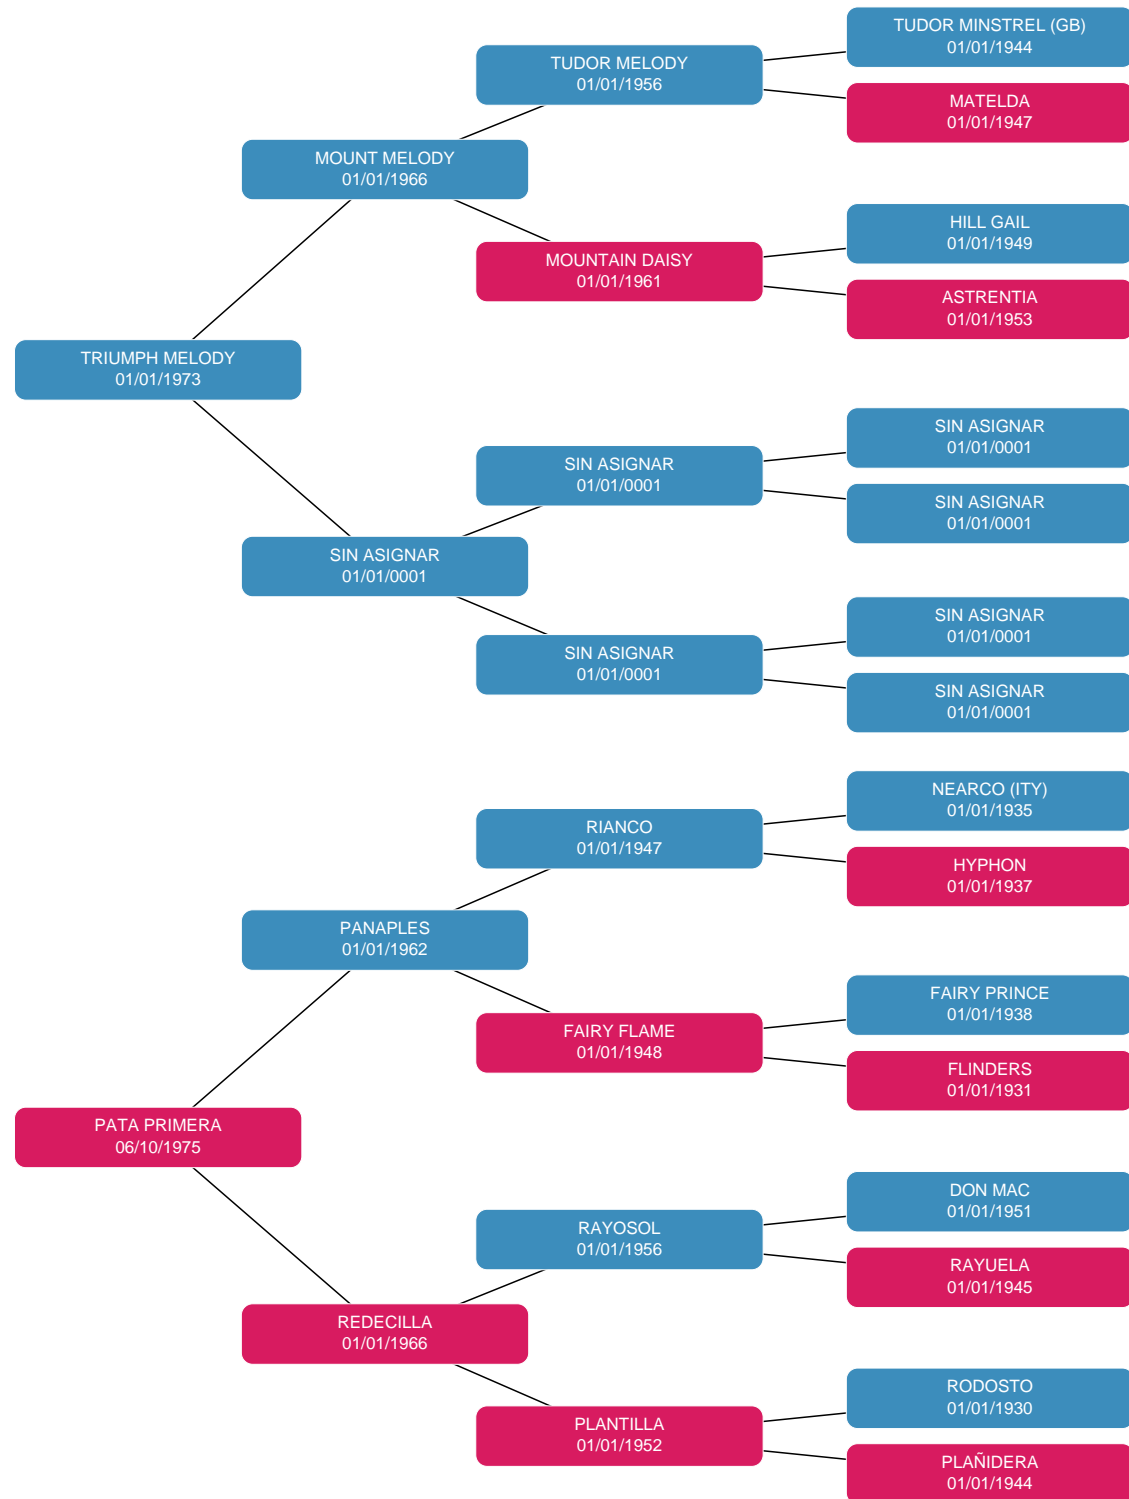 TUDOR MINSTREL (GB)
01/01/1944
TUDOR MELODY
01/01/1956
MATELDA
01/01/1947
MOUNT MELODY
01/01/1966
HILL GAIL
01/01/1949
MOUNTAIN DAISY
01/01/1961
ASTRENTIA
01/01/1953
TRIUMPH MELODY
01/01/1973
SIN ASIGNAR
01/01/0001
SIN ASIGNAR
01/01/0001
SIN ASIGNAR
01/01/0001
SIN ASIGNAR
01/01/0001
SIN ASIGNAR
01/01/0001
SIN ASIGNAR
01/01/0001
SIN ASIGNAR
01/01/0001
NEARCO (ITY)
01/01/1935
RIANCO
01/01/1947
HYPHON
01/01/1937
PANAPLES
01/01/1962
FAIRY PRINCE
01/01/1938
FAIRY FLAME
01/01/1948
FLINDERS
01/01/1931
PATA PRIMERA
06/10/1975
DON MAC
01/01/1951
RAYOSOL
01/01/1956
RAYUELA
01/01/1945
REDECILLA
01/01/1966
RODOSTO
01/01/1930
PLANTILLA
01/01/1952
PLAÑIDERA
01/01/1944